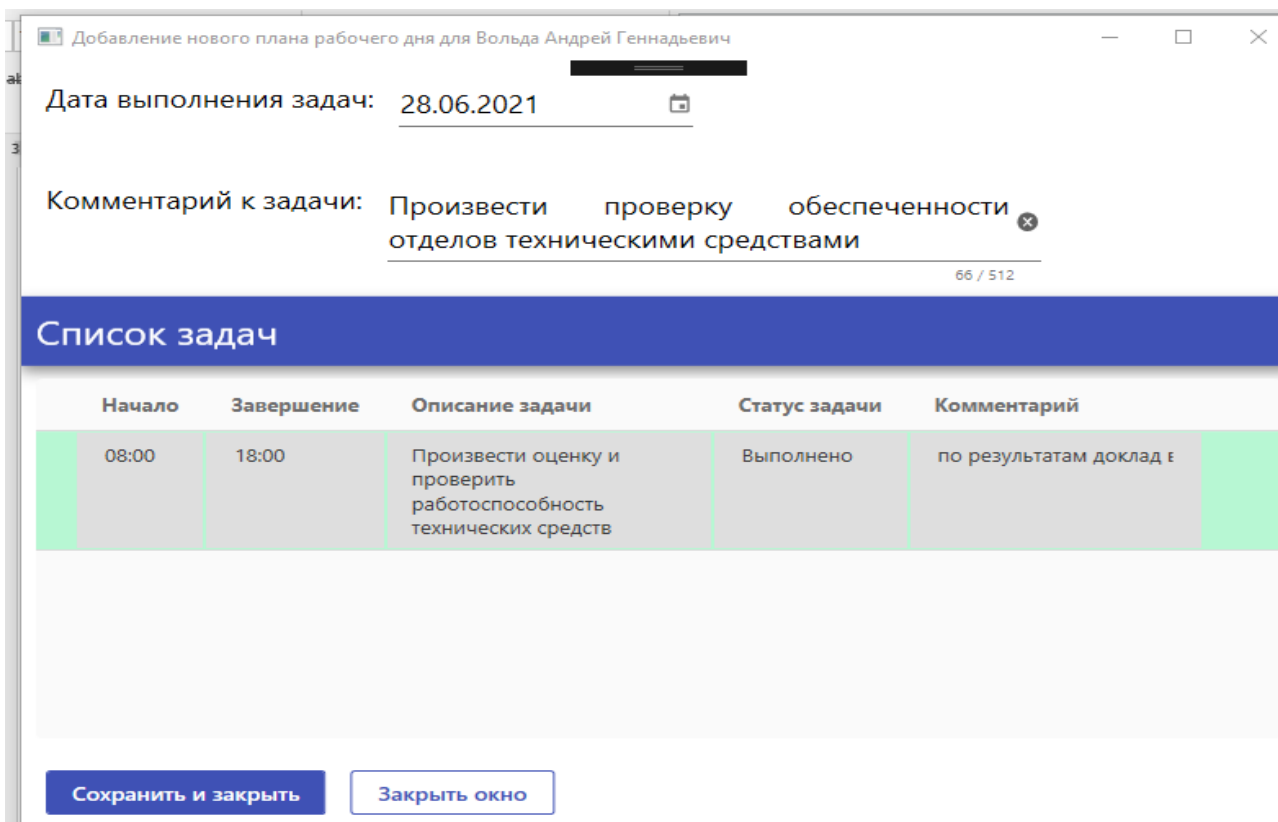 Добавление нового плана рабочего дня для Вольда Андрей Геннадьевич
Дата выполнения задач: 28.06.2021
Комментарий к задачи: Произвести проверку обеспеченности
отделов техническими средствами
66 / 512
Список задач
Начало Завершение Описание задачи Статус задачи Комментарий
08:00 18:00 Произвести оценку и Выполнено по результатам доклад в
проверить
работоспособность
технических средств
Сохранить и закрыть Закрыть окно